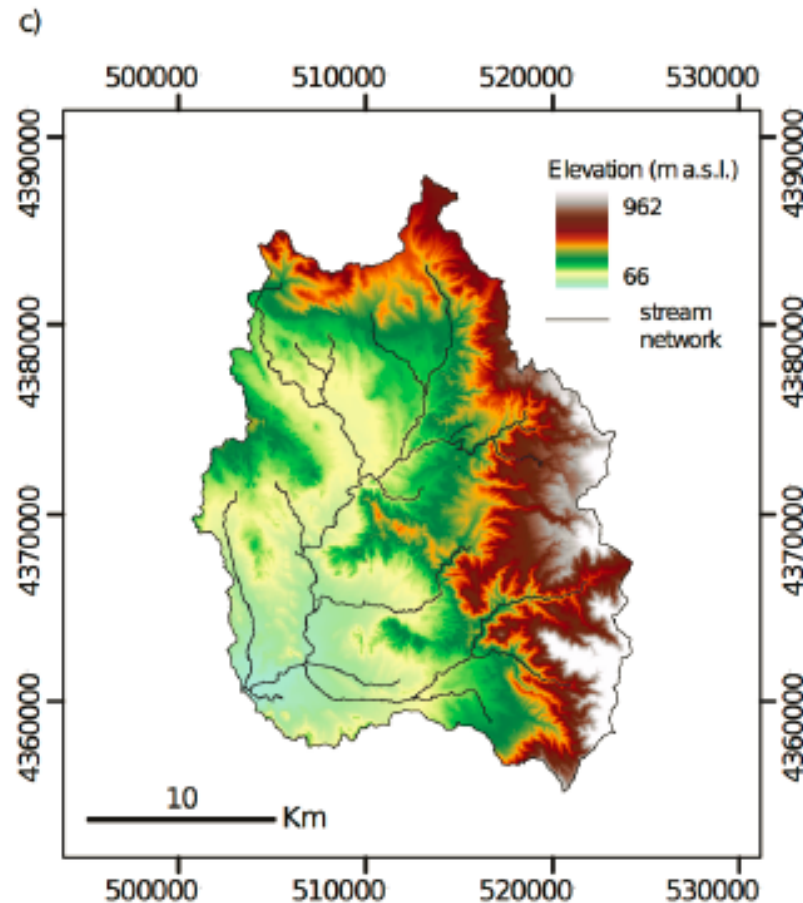 c)
500000 510000 520000 530000
4390000 4390000
Elevation (m a.s.l.)
962
66
stream
network
4380000 4380000
4370000 4370000
4360000 4360000
10
Km
500000 510000 520000 530000